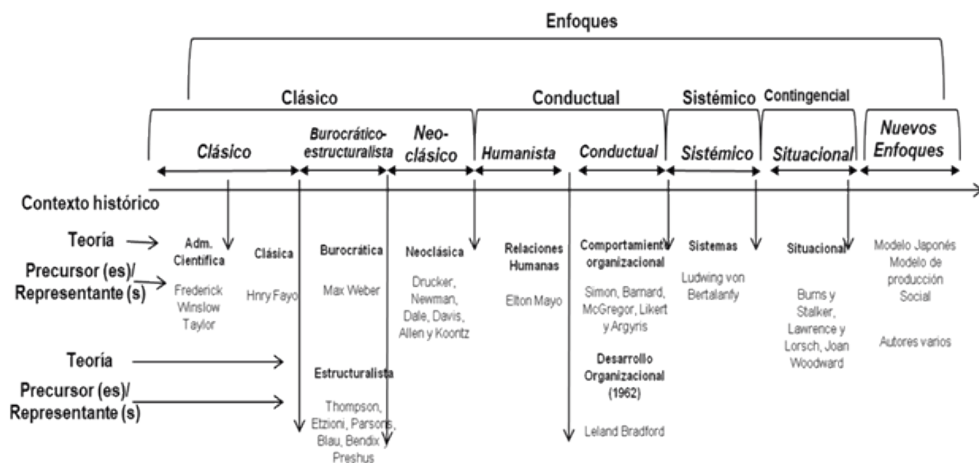 Enfoques
Clásico
Conductual
Sistémico
Contingencial
Clásico
Burocrático-
estructuralista
Neo-
clásico
Humanista
Conductual
Sistémico
Situacional
Nuevos
Enfoques
Contexto histórico
Teoría
Adm.
Científica
Clásica
Burocrática
Neoclásica
Relaciones
Humanas
Comportamiento
organizacional
Sistemas
Situacional
Modelo Japonés
Modelo de
producción
Social
Precursor (es)/
Representante (s)
Frederick
Winslow
Taylor
Hnry Fayo
Max Weber
Drucker,
Newman,
Dale, Davis,
Allen y Koontz
Elton Mayo
Simon, Barnard,
McGregor, Likert
y Argyris
Ludwing von
Bertalanfy
Burns y
Stalker,
Lawrence y
Lorsch, Joan
Woodward
Autores varios
Teoría
Estructuralista
Desarrollo
Organizacional
(1962)
Precursor (es)/
Representante (s)
Thompson,
Etzioni, Parsons,
Blau, Bendix y
Preshus
Leland Bradford